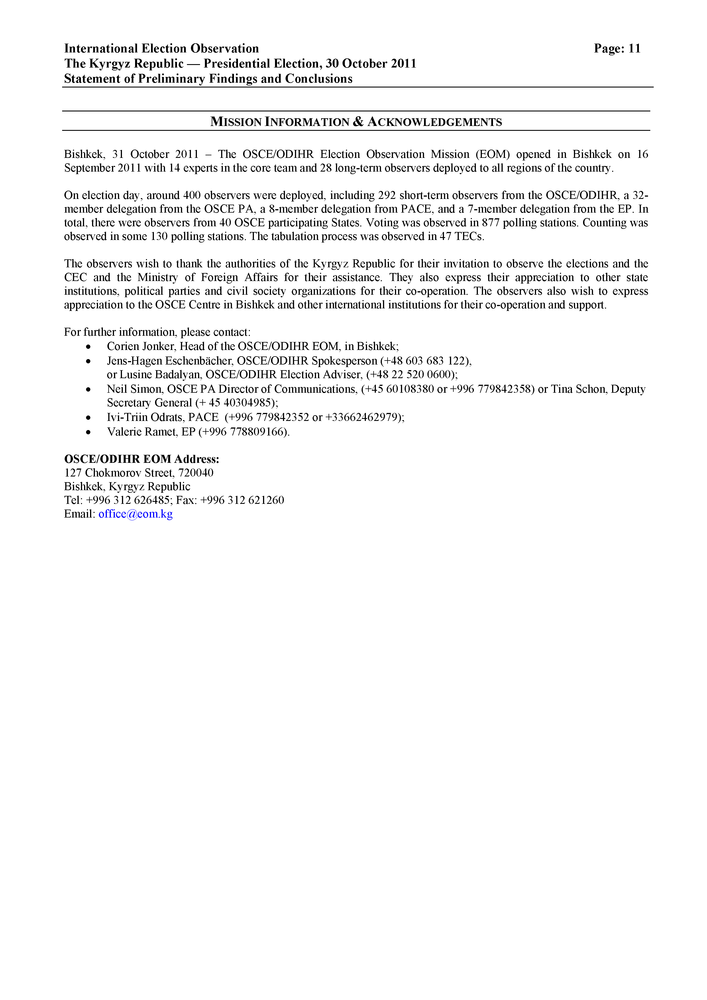 International Election Observation Page: 11
The Kyrgyz Republic — Presidential Election, 30 October 2011
Statement of Preliminary Findings and Conclusions
MISSION INFORMATION & ACKNOWLEDGEMENTS
Bishkek, 31 October 2011 – The OSCE/ODIHR Election Observation Mission (EOM) opened in Bishkek on 16
September 2011 with 14 experts in the core team and 28 long-term observers deployed to all regions of the country.
On election day, around 400 observers were deployed, including 292 short-term observers from the OSCE/ODIHR, a 32-
member delegation from the OSCE PA, a 8-member delegation from PACE, and a 7-member delegation from the EP. In
total, there were observers from 40 OSCE participating States. Voting was observed in 877 polling stations. Counting was
observed in some 130 polling stations. The tabulation process was observed in 47 TECs.
The observers wish to thank the authorities of the Kyrgyz Republic for their invitation to observe the elections and the
CEC and the Ministry of Foreign Affairs for their assistance. They also express their appreciation to other state
institutions, political parties and civil society organizations for their co-operation. The observers also wish to express
appreciation to the OSCE Centre in Bishkek and other international institutions for their co-operation and support.
For further information, please contact:
• Corien Jonker, Head of the OSCE/ODIHR EOM, in Bishkek;
• Jens-Hagen Eschenbächer, OSCE/ODIHR Spokesperson (+48 603 683 122),
or Lusine Badalyan, OSCE/ODIHR Election Adviser, (+48 22 520 0600);
• Neil Simon, OSCE PA Director of Communications, (+45 60108380 or +996 779842358) or Tina Schon, Deputy
Secretary General (+ 45 40304985);
• Ivi-Triin Odrats, PACE (+996 779842352 or +33662462979);
• Valerie Ramet, EP (+996 778809166).
OSCE/ODIHR EOM Address:
127 Chokmorov Street, 720040
Bishkek, Kyrgyz Republic
Tel: +996 312 626485; Fax: +996 312 621260
Email: office@eom.kg